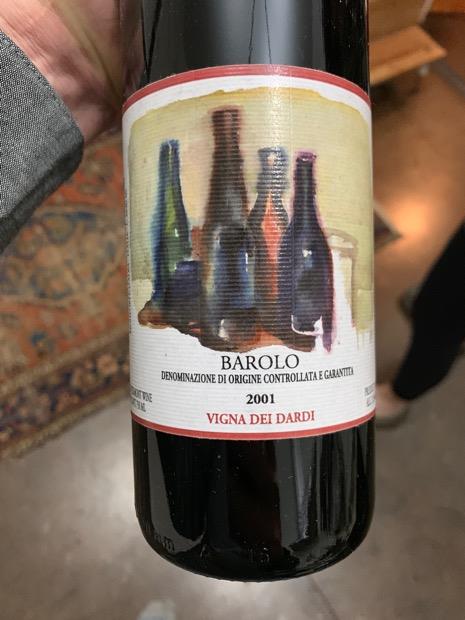 BAROLO
DENOMINAZIONE DI ORIGINE CONTROLLATA E GARANTITA
2001
VIGNA DEI DARDI